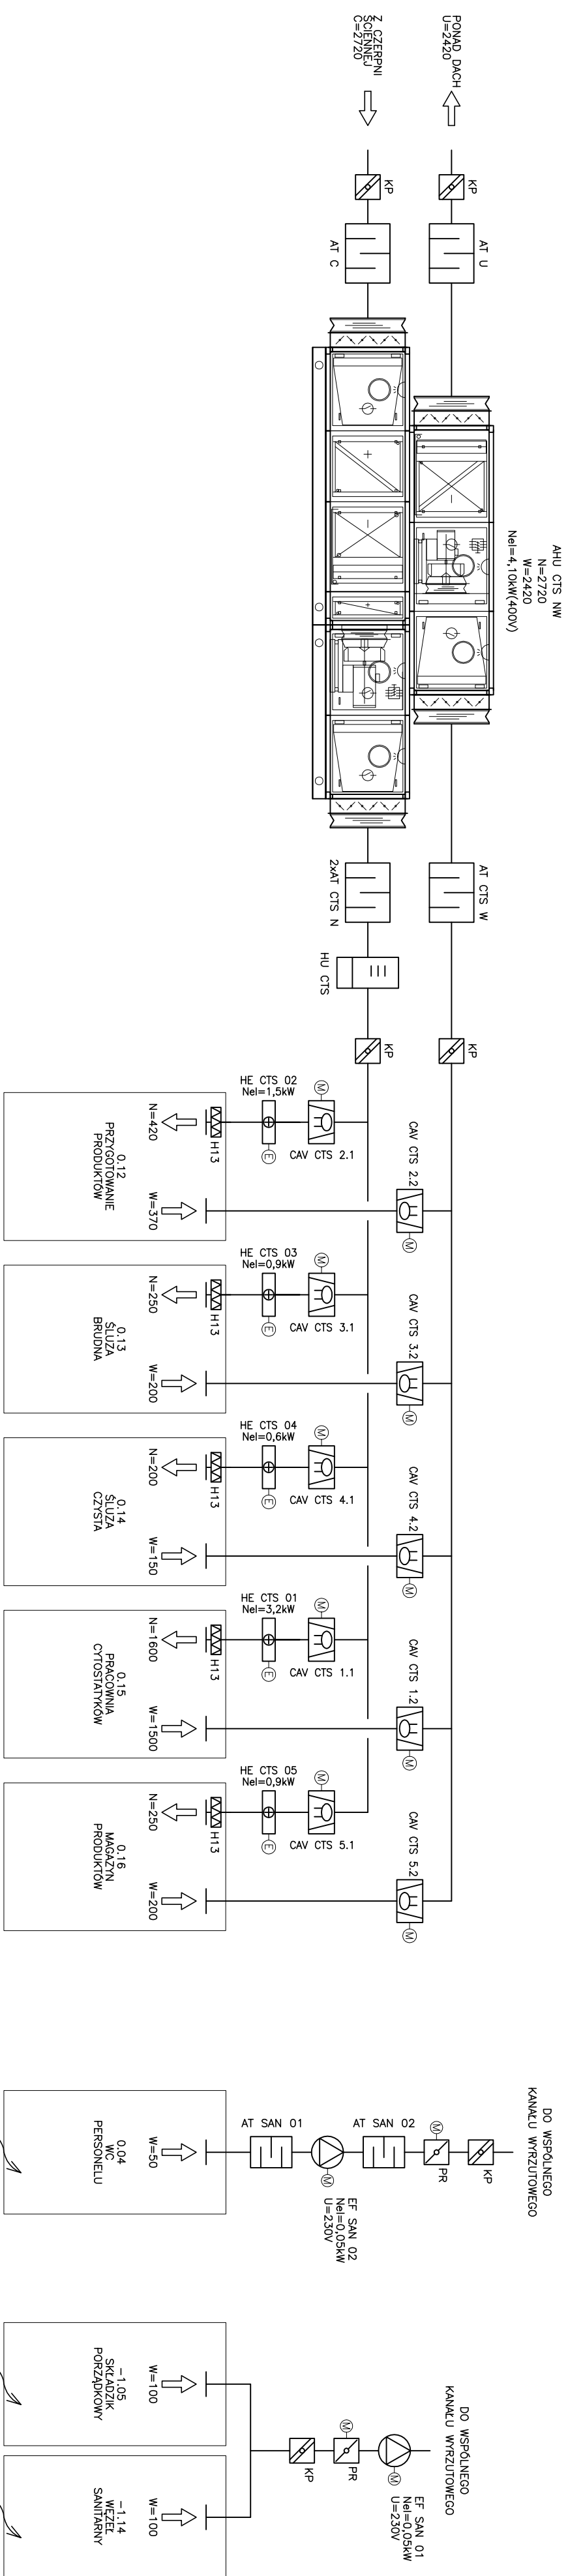 PONAD DACH
U=2420
Z CZERPNI
ŚCIENNEJ
C=2720
KP
KP
AT U
AT C
AHU CTS NW
N=2720
W=2420
Nel=4,10kW(400V)
AT CTS W
2xAT CTS N
HU CTS
KP
KP
CAV CTS 2.2
M
M
CAV CTS 2.1
HE CTS 02
Nel=1,5kW
E
H13
N=420
W=370
0.12
PRZYGOTOWANIE
PRODUKTÓW
CAV CTS 3.2
M
M
CAV CTS 3.1
HE CTS 03
Nel=0,9kW
E
H13
N=250
W=200
0.13
ŚLUZA
BRUDNA
CAV CTS 4.2
M
M
CAV CTS 4.1
HE CTS 04
Nel=0,6kW
E
H13
N=200
W=150
0.14
ŚLUZA
CZYSTA
CAV CTS 1.2
M
M
CAV CTS 1.1
HE CTS 01
Nel=3,2kW
E
H13
N=1600
W=1500
0.15
PRACOWNIA
CYTOSTATYKÓW
CAV CTS 5.2
M
M
CAV CTS 5.1
HE CTS 05
Nel=0,9kW
E
H13
N=250
W=200
0.16
MAGAZYN
PRODUKTÓW
DO WSPÓLNEGO
KANAŁU WYRZUTOWEGO
KP
M
PR
AT SAN 02
M
EF SAN 02
Nel=0,05kW
U=230V
AT SAN 01
W=50
0.04
WC
PERSONELU
DO WSPÓLNEGO
KANAŁU WYRZUTOWEGO
M
EF SAN 01
Nel=0,05kW
U=230V
M
PR
KP
W=100
-1.05
SKŁADZIK
PORZĄDKOWY
W=100
-1.14
WĘZEŁ
SANITARNY